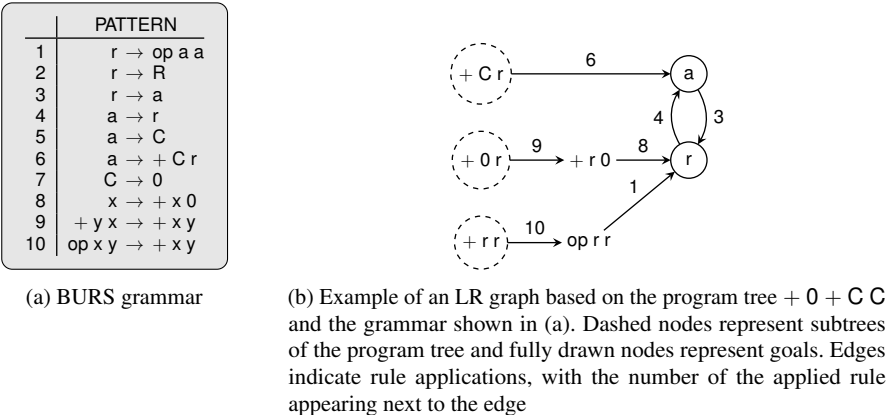 PATTERN
1 r → op a a
2 r → R
3 r → a
4 a → r
5 a → C
6 a → + C r
7 C → 0
8 x → + x 0
9 + y x → + x y
10 op x y → + x y
(a) BURS grammar
+ C r 6 a
4 3
+ 0 r 9 + r 0 8 r
1
+ r r 10 op r r
(b) Example of an LR graph based on the program tree + 0 + C C
and the grammar shown in (a). Dashed nodes represent subtrees
of the program tree and fully drawn nodes represent goals. Edges
indicate rule applications, with the number of the applied rule
appearing next to the edge